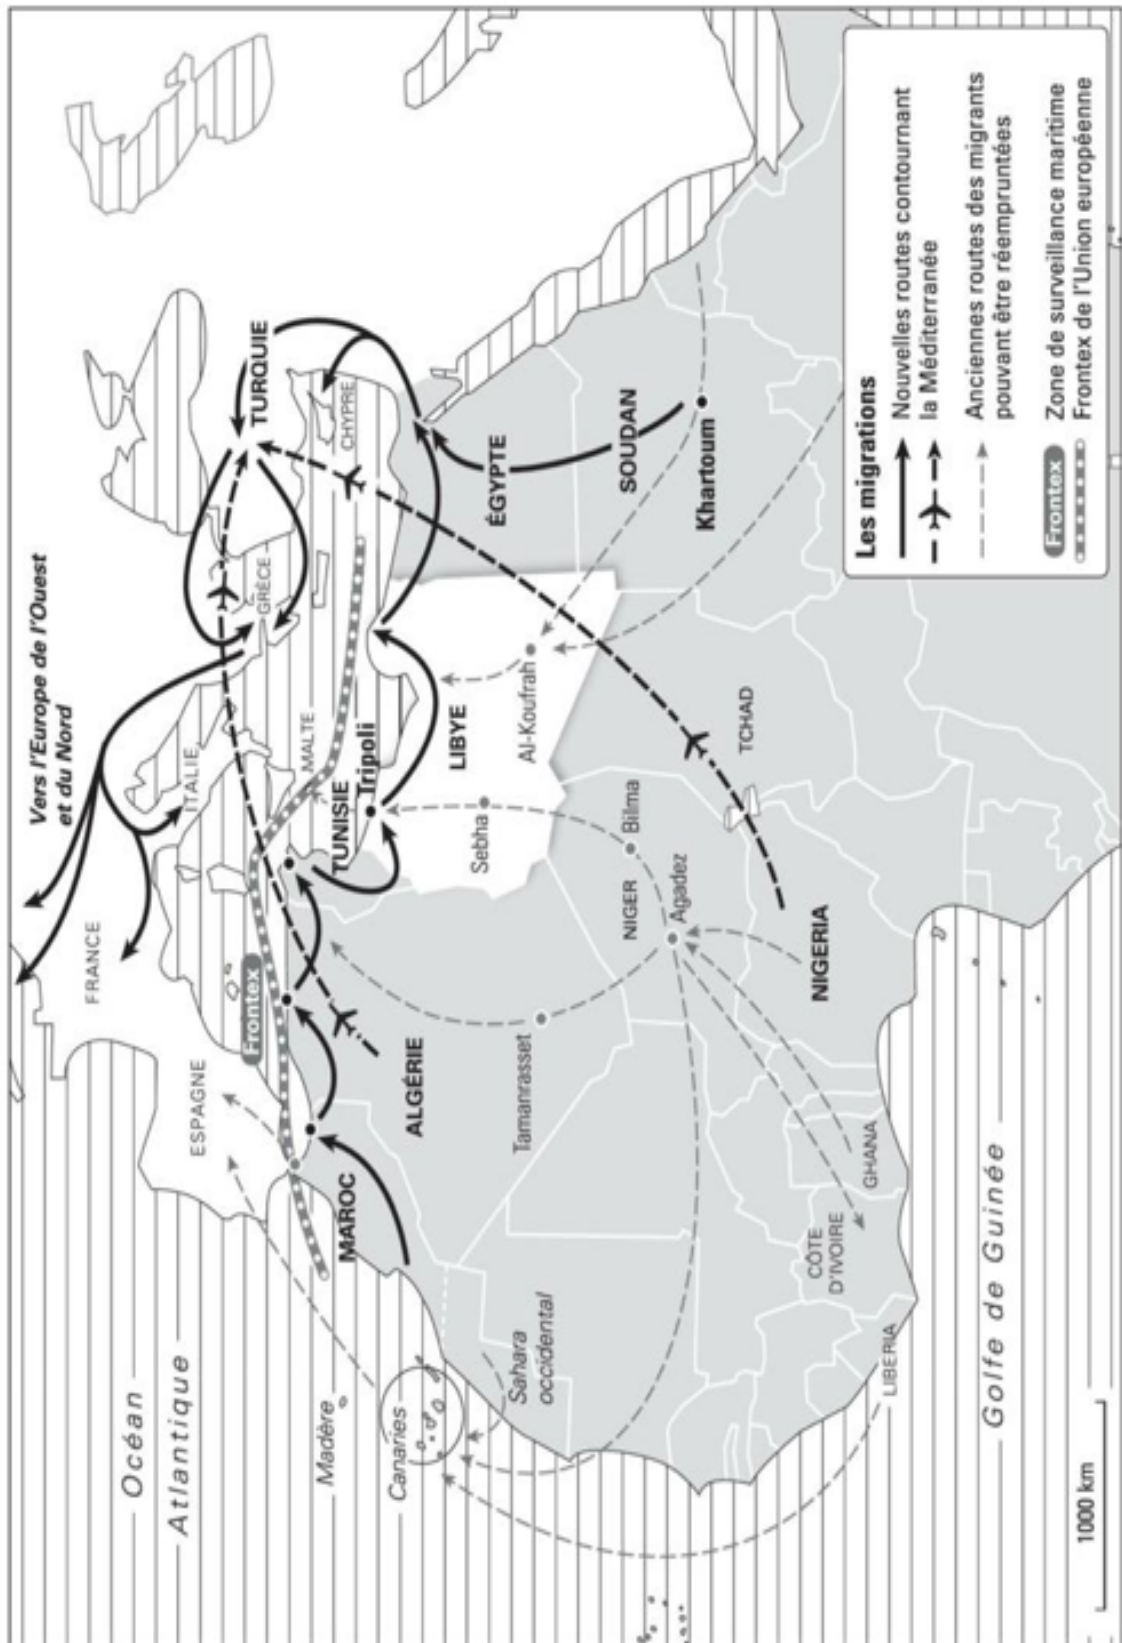 Vers l'Europe de l'Ouest
et du Nord
Océan
Atlantique
FRANCE
ESPAGNE
ITALIE
GRÈCE
TURQUIE
CHYPRE
MALTE
Frontex
Madère
Canaries
MAROC
ALGÉRIE
TUNISIE
Tripoli
LIBYE
ÉGYPTE
Sahara
occidental
Tamanrasset
Sebha
Al-Koufrah
SOUDAN
Khartoum
Bilma
NIGER
Agadez
TCHAD
NIGERIA
CÔTE
D'IVOIRE
GHANA
LIBERIA
Golfe de Guinée
1000 km
Les migrations
Nouvelles routes contournant
la Méditerranée
Anciennes routes des migrants
pouvant être réempruntées
Frontex
Zone de surveillance maritime
Frontex de l'Union européenne